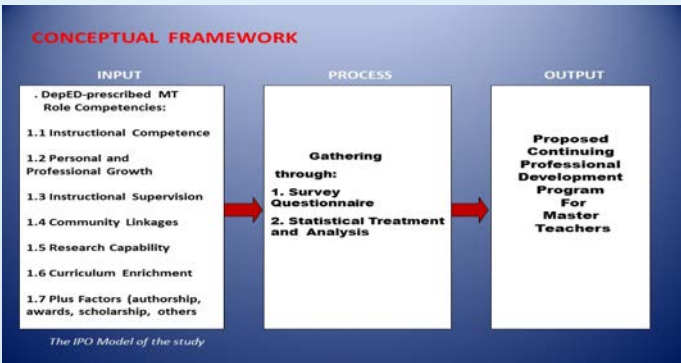 CONCEPTUAL FRAMEWORK
INPUT
. DepED-prescribed MT
Role Competencies:
1.1 Instructional Competence
1.2 Personal and
Professional Growth
1.3 Instructional Supervision
1.4 Community Linkages
1.5 Research Capability
1.6 Curriculum Enrichment
1.7 Plus Factors (authorship,
awards, scholarship, others
PROCESS
Gathering
through:
1. Survey
Questionnaire
2. Statistical Treatment
and Analysis
OUTPUT
Proposed
Continuing
Professional
Development
Program
For
Master
Teachers
The IPO Model of the study